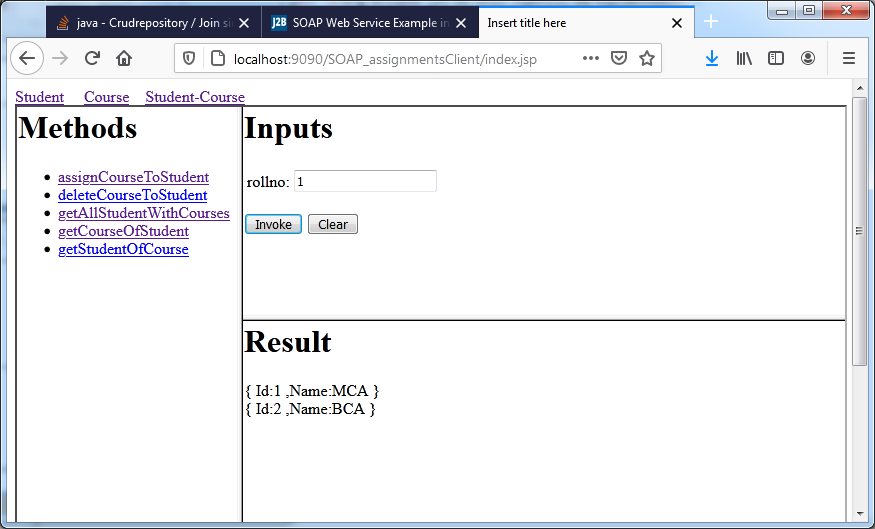 java - Crudrepository / Join si
J2B SOAP Web Service Example in
Insert title here
localhost:9090/SOAP_assignmentsClient/index.jsp
Student Course Student-Course
Methods
assignCourseToStudent
deleteCourseToStudent
getAllStudentWithCourses
getCourseOfStudent
getStudentOfCourse
Inputs
rollno: 1
Invoke Clear
Result
{ Id:1 ,Name:MCA }
{ Id:2 ,Name:BCA }